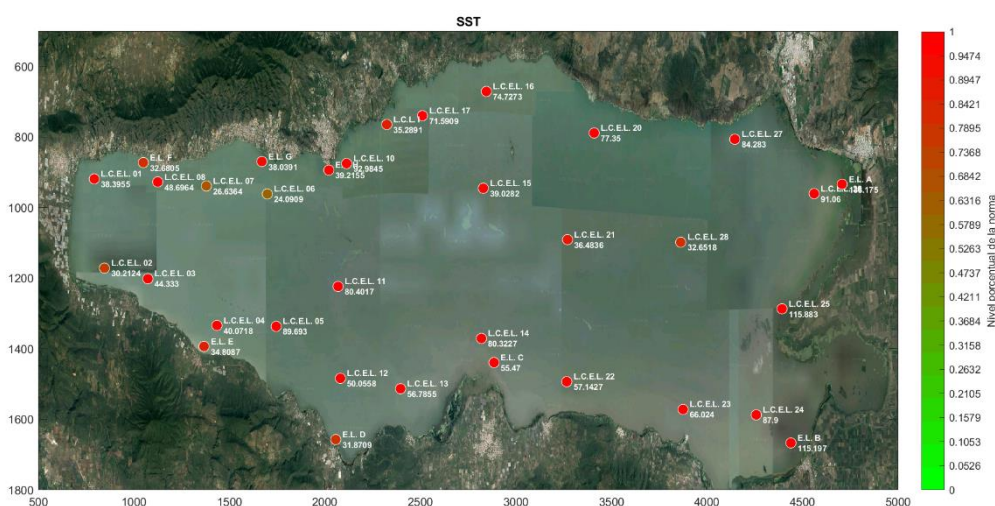 SST
600
800
1000
1200
1400
1600
1800
500
1000
1500
2000
2500
3000
3500
4000
4500
5000
L.C.E.L. 16
74.7273
L.C.E.L. 17
71.5909
35.2891
L.C.E.L. 20
77.35
L.C.E.L. 27
84.283
E.L. F
32.6805
E.L. G
38.0391
L.C.E.L. 10
92.9845
39.2155
L.C.E.L. 01
38.3955
L.C.E.L. 08
48.6964
L.C.E.L. 07
26.6364
L.C.E.L. 06
24.0909
L.C.E.L. 15
39.0282
E.L. A
91.06
L.C.E.L. 21
36.4836
L.C.E.L. 28
32.6518
L.C.E.L. 02
30.2124
L.C.E.L. 03
44.333
L.C.E.L. 11
80.4017
L.C.E.L. 25
115.883
L.C.E.L. 04
40.0718
L.C.E.L. 05
89.693
E.L. E
34.8087
L.C.E.L. 14
80.3227
E.L. C
55.47
L.C.E.L. 12
50.0558
L.C.E.L. 13
56.7855
L.C.E.L. 22
57.1427
L.C.E.L. 23
66.024
L.C.E.L. 24
87.9
E.L. D
31.8709
E.L. B
115.197
1
0.9474
0.8947
0.8421
0.7895
0.7368
0.6842
0.6316
0.5789
0.5263
0.4737
0.4211
0.3684
0.3158
0.2632
0.2105
0.1579
0.1053
0.0526
0
Nivel porcentual de la norma